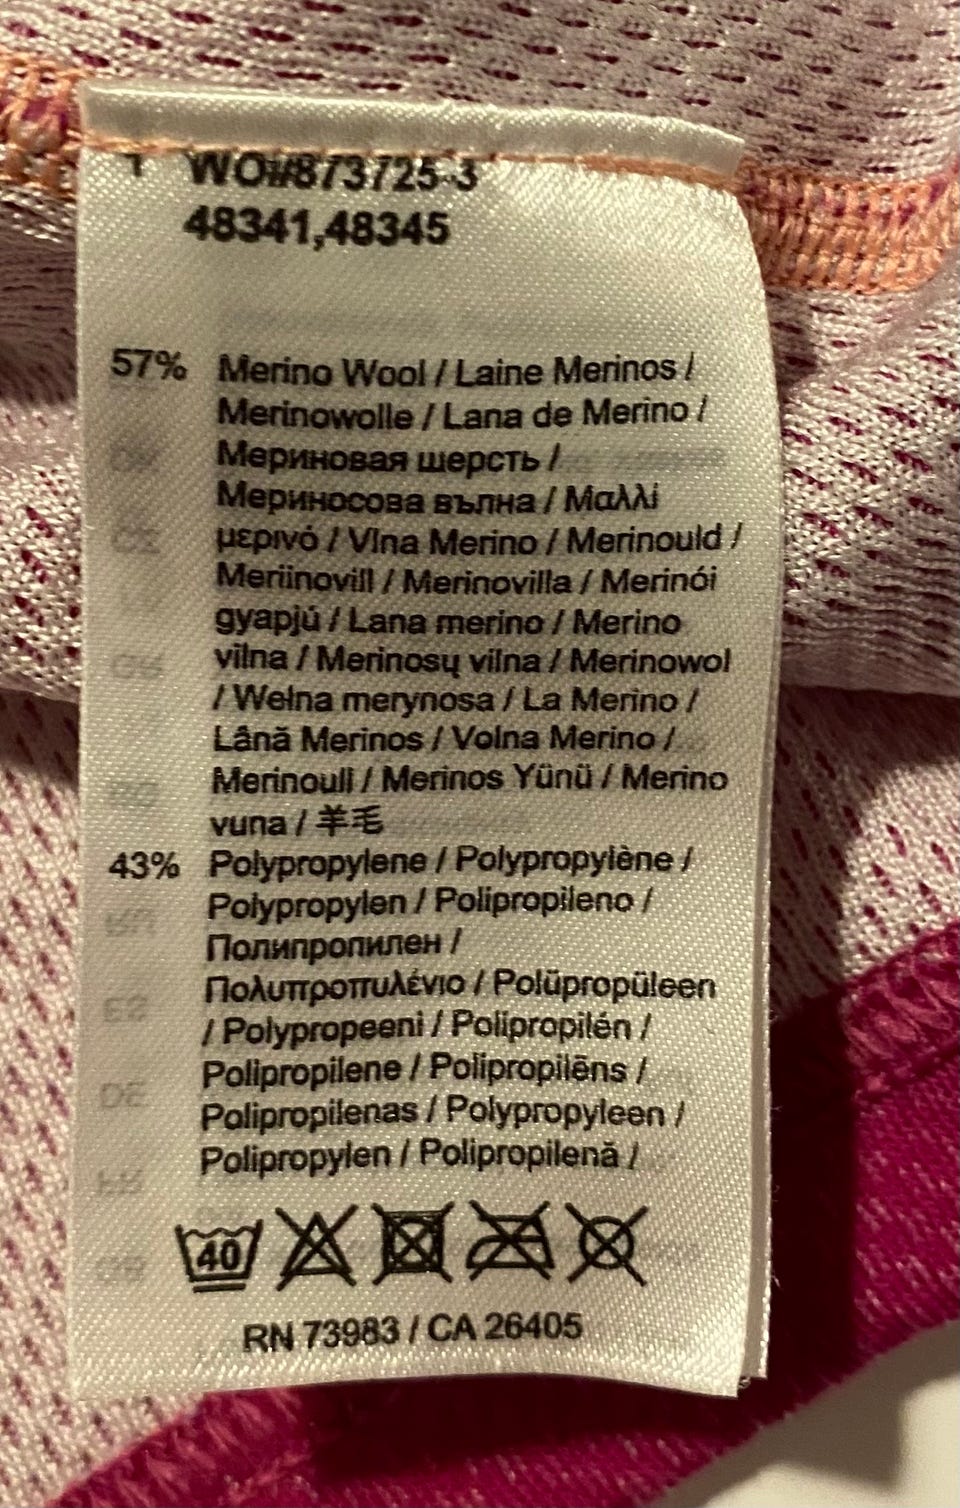 WO#873725-3
48341,48345
57% Merino Wool / Laine Merinos /
Merinowolle / Lana de Merino /
Мериновая шерсть /
Мериносова вълна / Μαλλί
μερινό / Vlna Merino / Merinould /
Meriinovill / Merinovilla / Merinói
gyapjú / Lana merino / Merino
vilna / Merinosų vilna / Merinowol
/ Wełna merynosa / La Merino /
Lână Merinos / Volna Merino /
Merinoull / Merinos Yünü / Merino
vuna / 羊毛
43% Polypropylene / Polypropylène /
Polypropylen / Polipropileno /
Полипропилен /
Πολυπροπυλένιο / Polüpropüleen
/ Polypropeeni / Polipropilén /
Polipropilene / Polipropilēns /
Polipropilenas / Polypropyleen /
Polipropylen / Polipropilenă /
40
RN 73983 / CA 26405